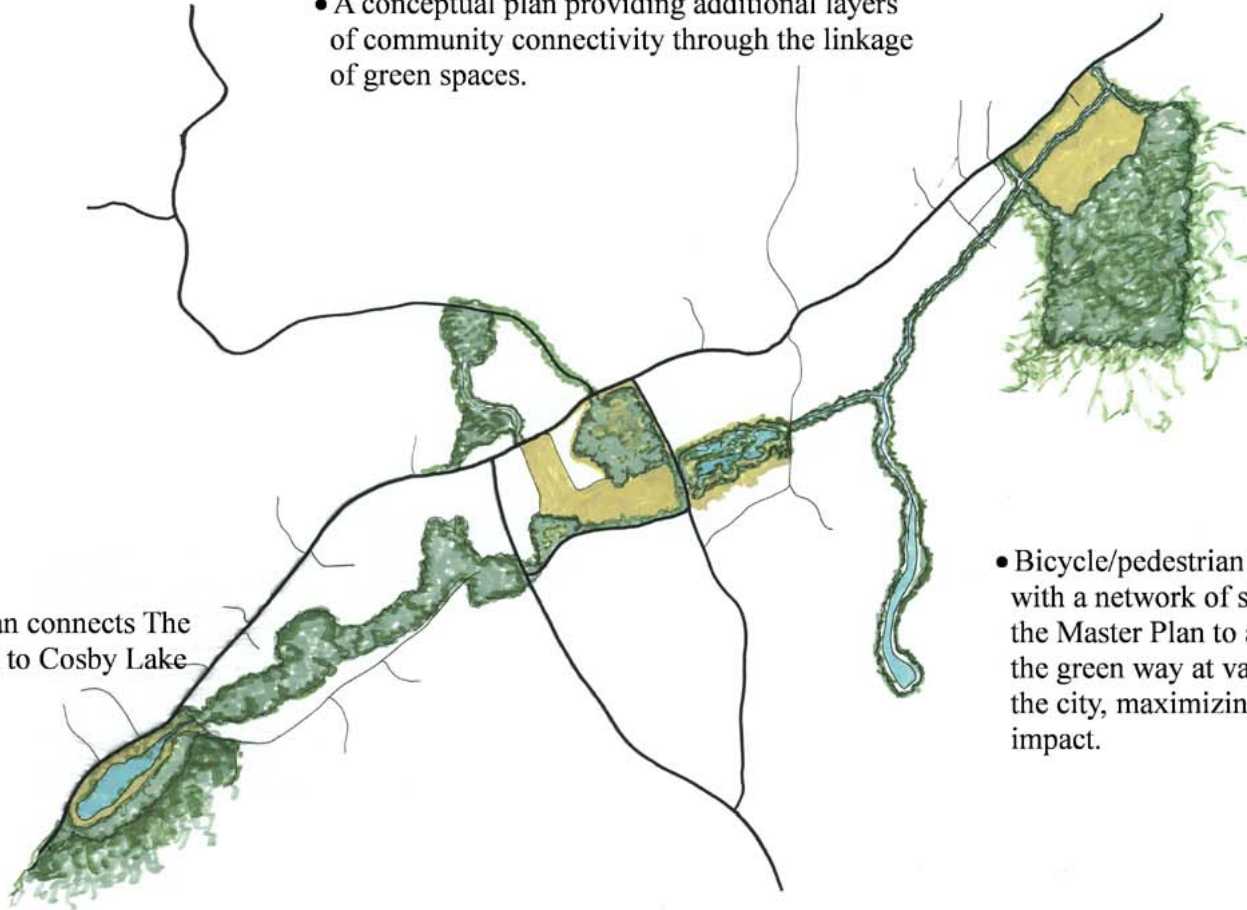 • A conceptual plan providing additional layers
of community connectivity through the linkage
of green spaces.
an connects The
to Cosby Lake
• Bicycle/pedestrian
with a network of s
the Master Plan to a
the green way at va
the city, maximizin
impact.